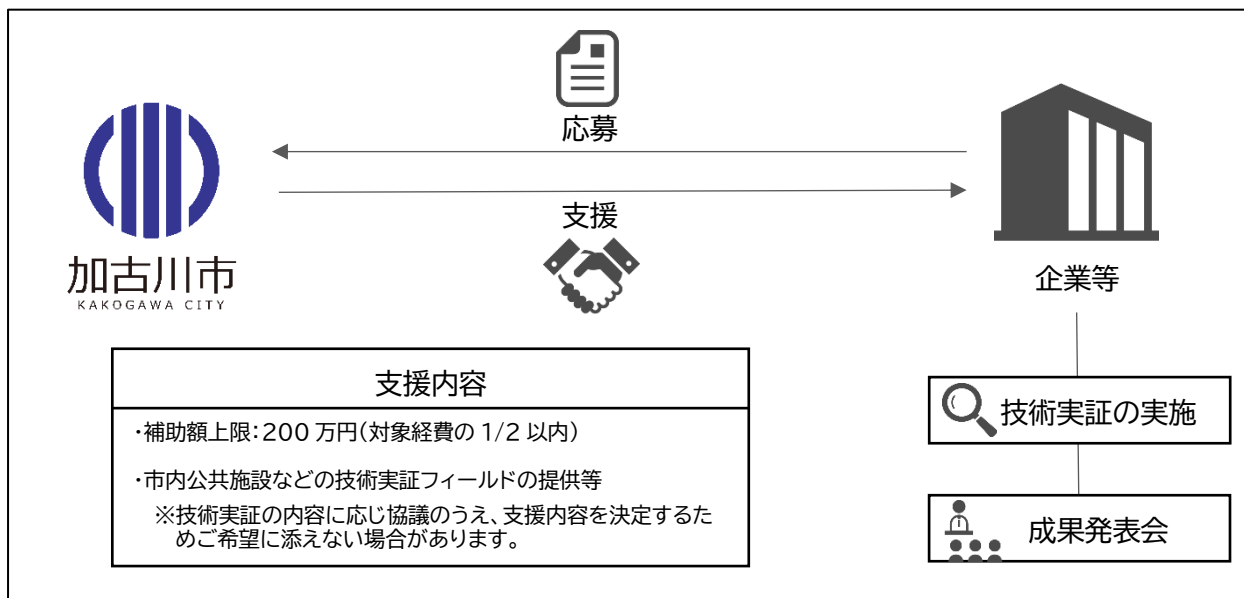 応募
支援
加古川市
KAKOGAWA CITY
企業等
支援内容
・補助額上限：200 万円（対象経費の 1/2 以内）
・市内公共施設などの技術実証フィールドの提供等
※技術実証の内容に応じ協議のうえ、支援内容を決定するた
めご希望に添えない場合があります。
技術実証の実施
成果発表会